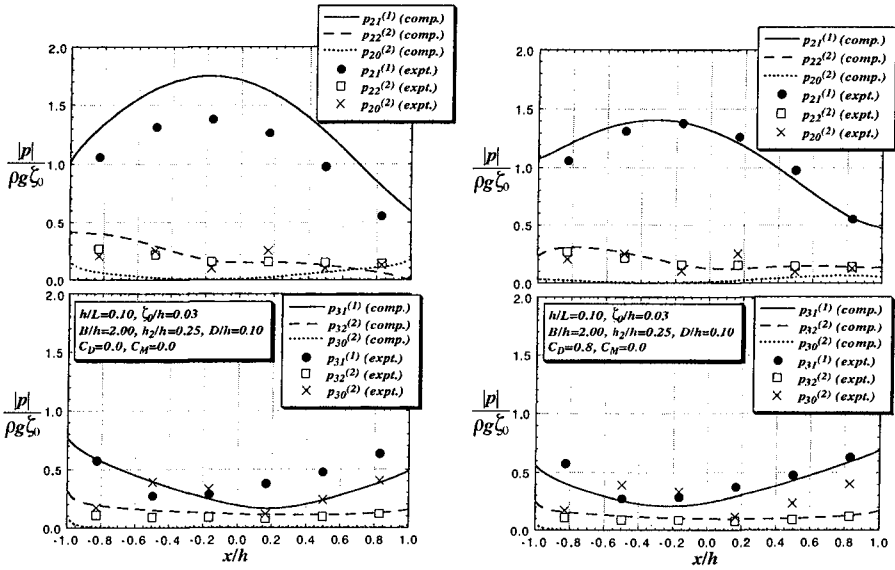 p21(1) (comp.)
p22(2) (comp.)
p20(2) (comp.)
p21(1) (expt.)
p22(2) (expt.)
p20(2) (expt.)
2.0
1.5
1.0
0.5
0.0
|p|
ρgζ0
p21(1) (comp.)
p22(2) (comp.)
p20(2) (comp.)
p21(1) (expt.)
p22(2) (expt.)
p20(2) (expt.)
2.0
1.5
1.0
0.5
0.0
|p|
ρgζ0
h/L=0.10, ζ0/h=0.03
B/h=2.00, h2/h=0.25, D/h=0.10
CD=0.0, CM=0.0
p31(1) (comp.)
p32(2) (comp.)
p30(2) (comp.)
p31(1) (expt.)
p32(2) (expt.)
p30(2) (expt.)
2.0
1.5
1.0
0.5
0.0
|p|
ρgζ0
-1.0 -0.8 -0.6 -0.4 -0.2 0.0 0.2 0.4 0.6 0.8 1.0
x/h
h/L=0.10, ζ0/h=0.03
B/h=2.00, h2/h=0.25, D/h=0.10
CD=0.8, CM=0.0
p31(1) (comp.)
p32(2) (comp.)
p30(2) (comp.)
p31(1) (expt.)
p32(2) (expt.)
p30(2) (expt.)
2.0
1.5
1.0
0.5
0.0
|p|
ρgζ0
-1.0 -0.8 -0.6 -0.4 -0.2 0.0 0.2 0.4 0.6 0.8 1.0
x/h